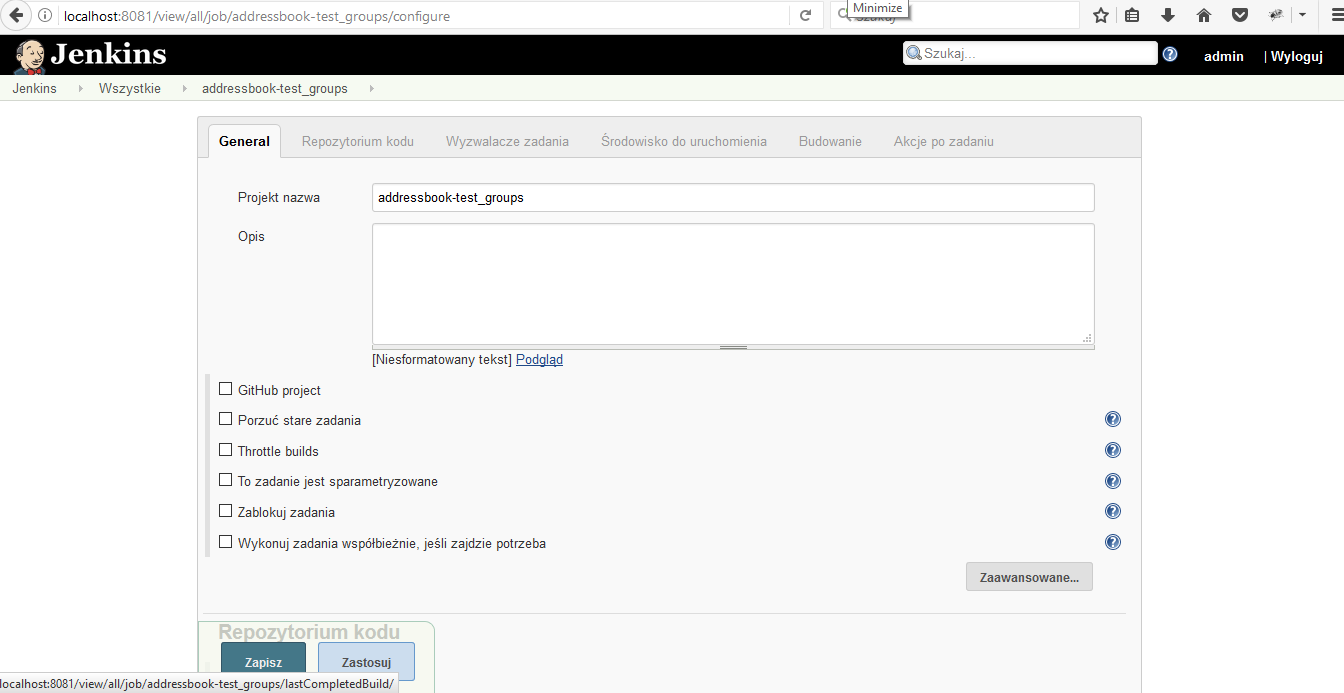 localhost:8081/view/all/job/addressbook-test_groups/configure
Minimize
Szukaj
Jenkins
Szukaj...
admin
| Wyloguj
Jenkins
Wszystkie
addressbook-test_groups
General
Repozytorium kodu
Wyzwalacze zadania
Środowisko do uruchomienia
Budowanie
Akcje po zadaniu
Projekt nazwa
addressbook-test_groups
Opis
[Niesformatowany tekst] Podgląd
GitHub project
Porzuć stare zadania
Throttle builds
To zadanie jest sparametryzowane
Zablokuj zadania
Wykonuj zadania współbieżnie, jeśli zajdzie potrzeba
Zaawansowane...
Repozytorium kodu
Zapisz
Zastosuj
localhost:8081/view/all/job/addressbook-test_groups/lastCompletedBuild/